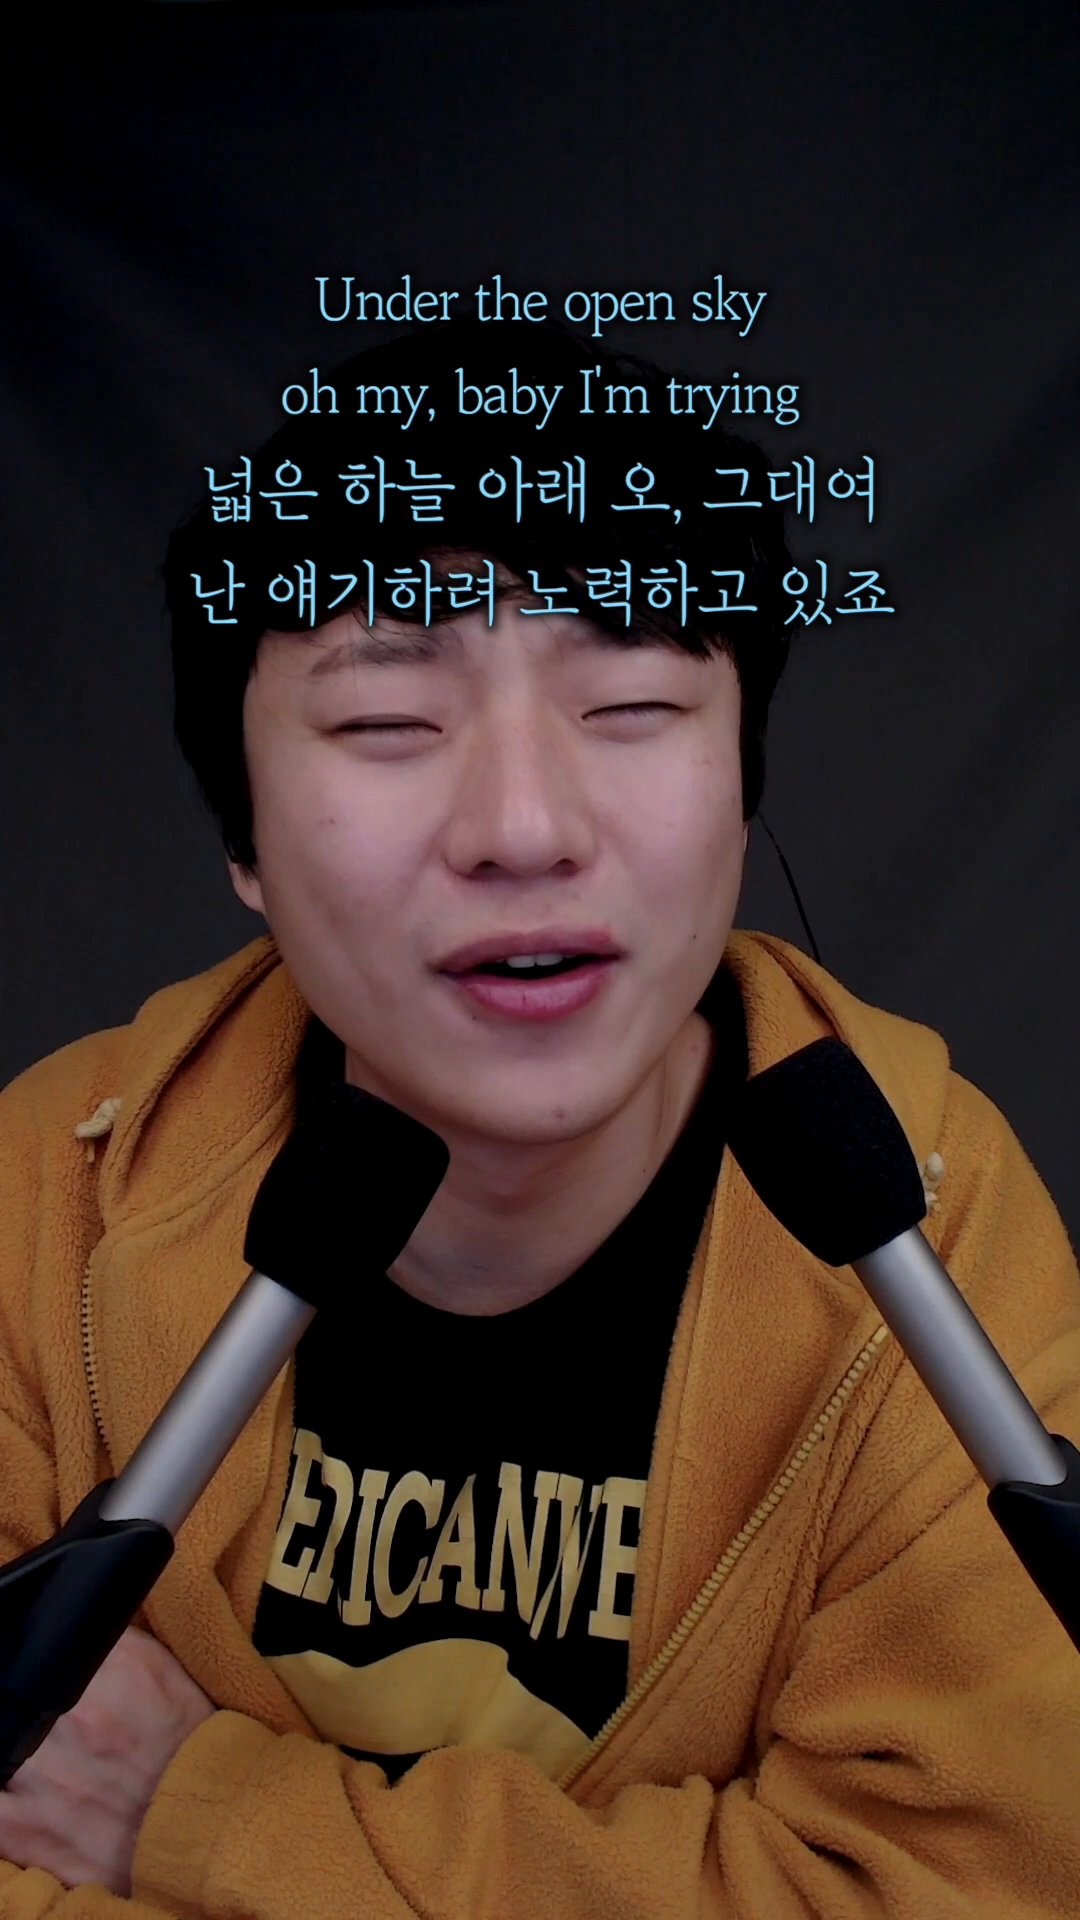 Under the open sky
oh my, baby I'm trying
넓은 하늘 아래 오, 그대여
난 얘기하려 노력하고 있죠
ERICANWE